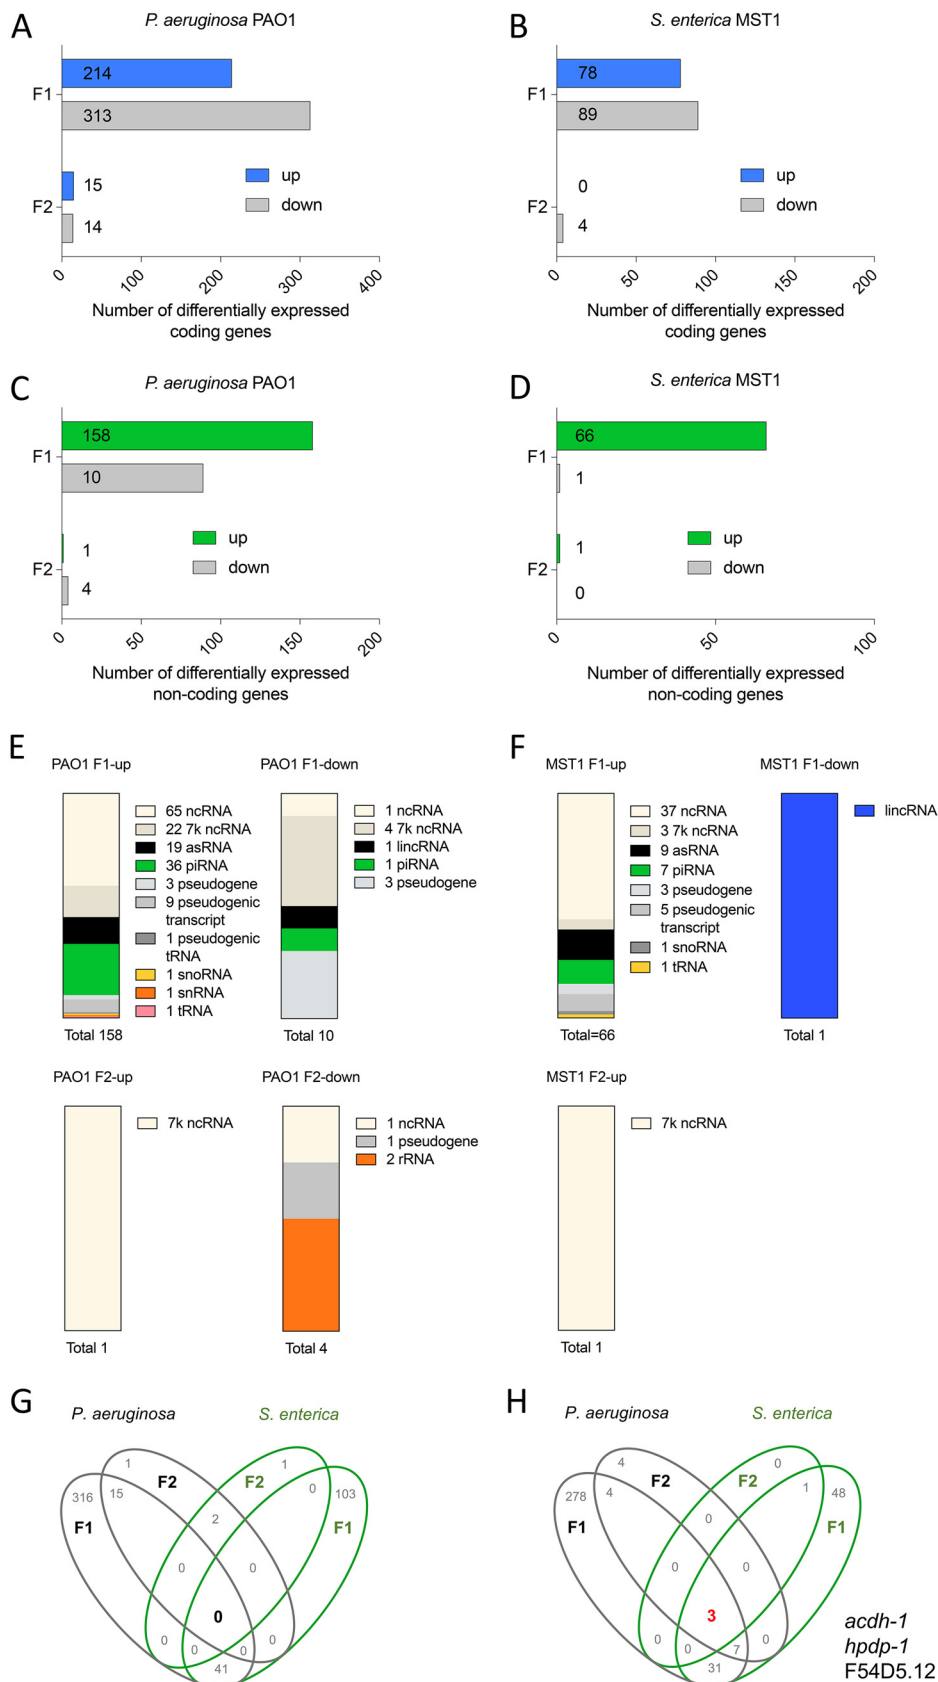 A
P. aeruginosa PAO1
F1
214
313
F2
15
14
up
down
0
100
200
300
400
Number of differentially expressed
coding genes
B
S. enterica MST1
F1
78
89
F2
0
4
up
down
0
50
100
150
200
Number of differentially expressed
coding genes
C
P. aeruginosa PAO1
F1
158
10
F2
1
4
up
down
0
50
100
150
200
Number of differentially expressed
non-coding genes
D
S. enterica MST1
F1
66
1
F2
1
0
up
down
0
50
100
Number of differentially expressed
non-coding genes
E
PAO1 F1-up
65 ncRNA
22 7k ncRNA
19 asRNA
36 piRNA
3 pseudogene
9 pseudogenic
transcript
1 pseudogenic
tRNA
1 snoRNA
1 snRNA
1 tRNA
Total 158
PAO1 F1-down
1 ncRNA
4 7k ncRNA
1 lincRNA
1 piRNA
3 pseudogene
Total 10
F
MST1 F1-up
37 ncRNA
3 7k ncRNA
9 asRNA
7 piRNA
3 pseudogene
5 pseudogenic
transcript
1 snoRNA
1 tRNA
Total=66
MST1 F1-down
lincRNA
Total 1
PAO1 F2-up
7k ncRNA
Total 1
PAO1 F2-down
1 ncRNA
1 pseudogene
2 rRNA
Total 4
MST1 F2-up
7k ncRNA
Total 1
G
P. aeruginosa
S. enterica
1
F2
F2
1
316
15
0
103
F1
2
F1
0
0
0
0
0
0
0
41
H
P. aeruginosa
S. enterica
4
F2
F2
0
278
4
1
48
F1
0
F1
0
0
3
0
0
7
0
31
acdh-1
hpdp-1
F54D5.12